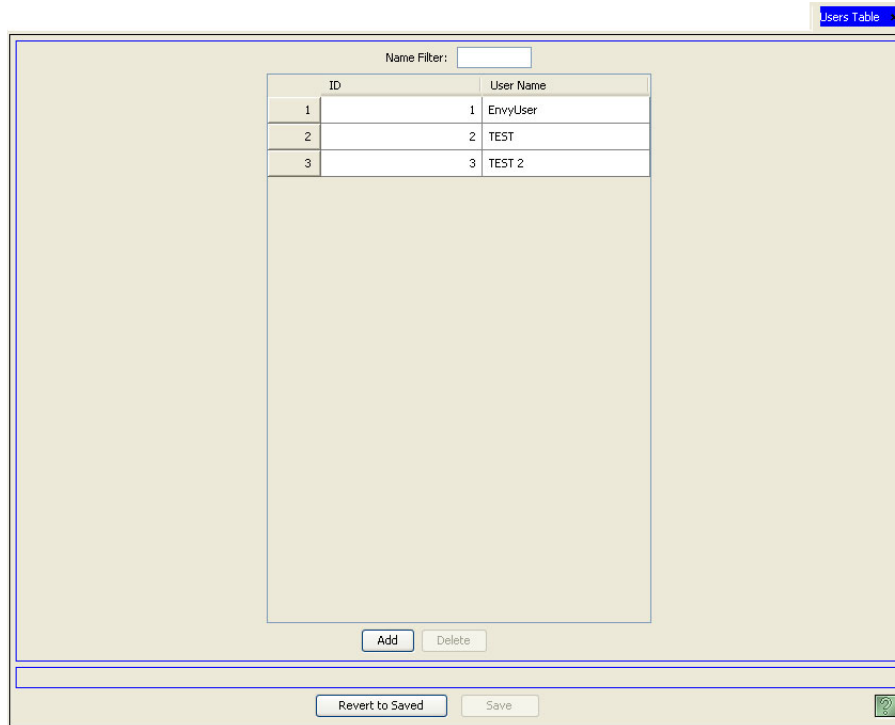 Users Table
Name Filter:
ID User Name
1 1 EnvyUser
2 2 TEST
3 3 TEST 2
Add Delete
Revert to Saved Save
?